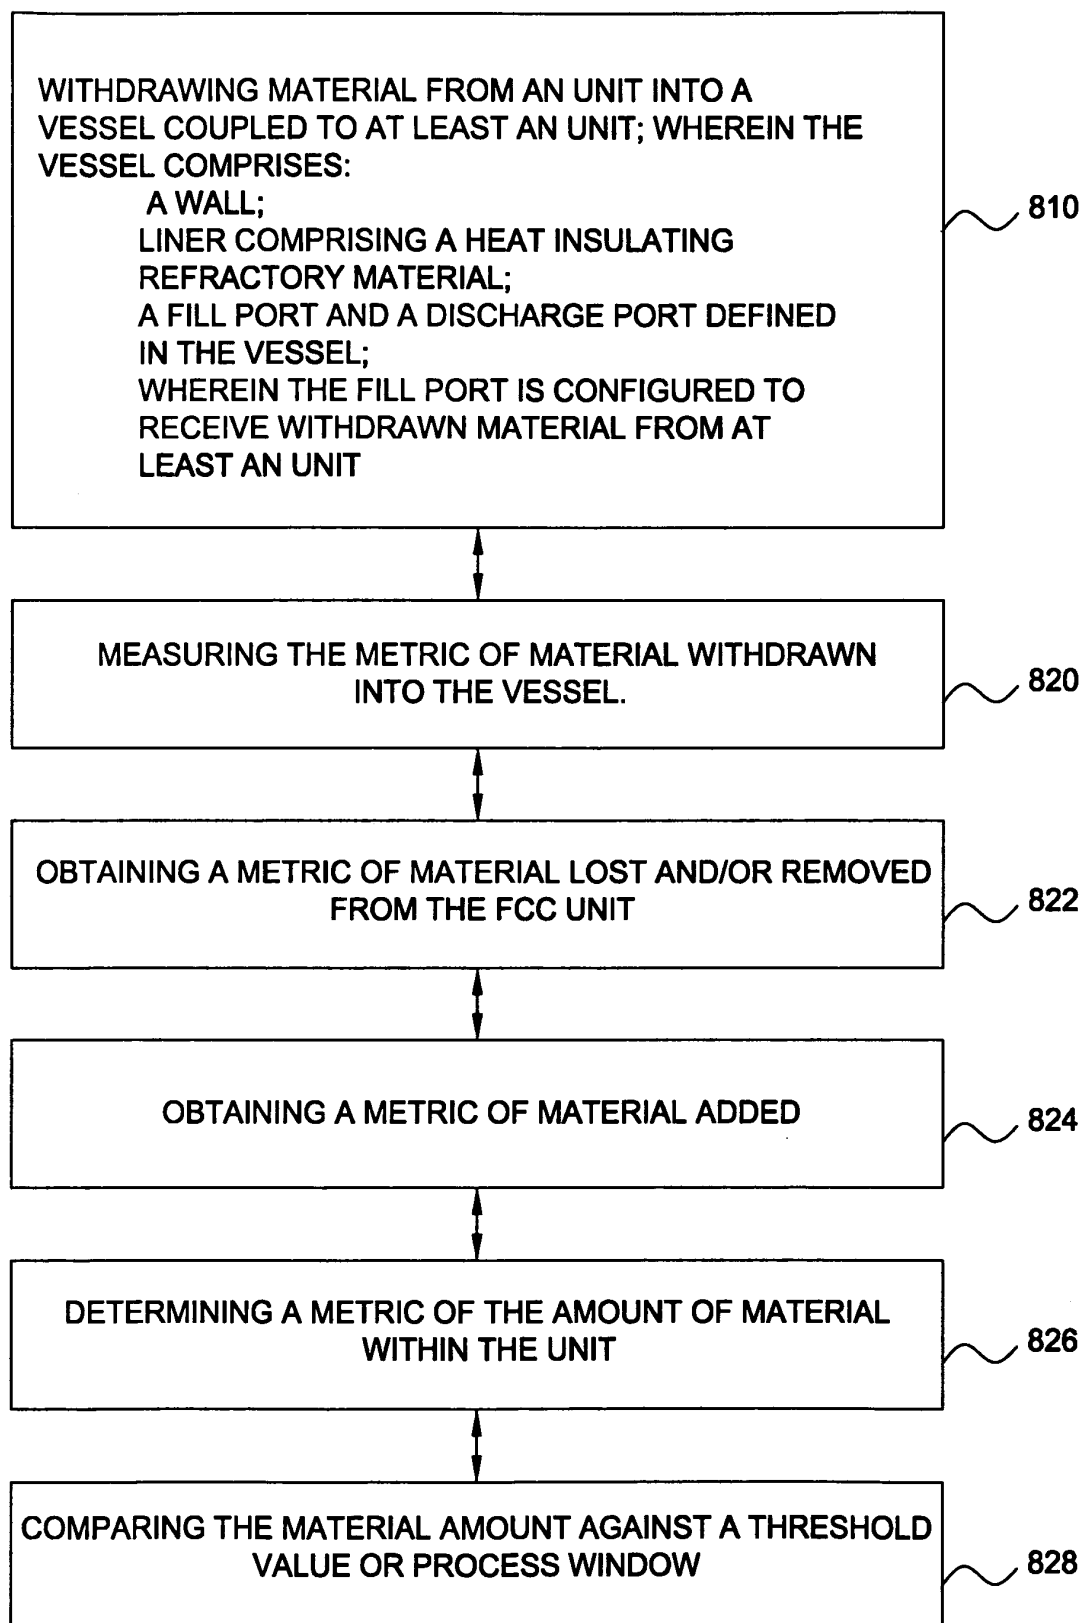 WITHDRAWING MATERIAL FROM AN UNIT INTO A
VESSEL COUPLED TO AT LEAST AN UNIT; WHEREIN THE
VESSEL COMPRISES:
A WALL;
LINER COMPRISING A HEAT INSULATING
REFRACTORY MATERIAL;
A FILL PORT AND A DISCHARGE PORT DEFINED
IN THE VESSEL;
WHEREIN THE FILL PORT IS CONFIGURED TO
RECEIVE WITHDRAWN MATERIAL FROM AT
LEAST AN UNIT
810
MEASURING THE METRIC OF MATERIAL WITHDRAWN
INTO THE VESSEL.
820
OBTAINING A METRIC OF MATERIAL LOST AND/OR REMOVED
FROM THE FCC UNIT
822
OBTAINING A METRIC OF MATERIAL ADDED
824
DETERMINING A METRIC OF THE AMOUNT OF MATERIAL
WITHIN THE UNIT
826
COMPARING THE MATERIAL AMOUNT AGAINST A THRESHOLD
VALUE OR PROCESS WINDOW
828